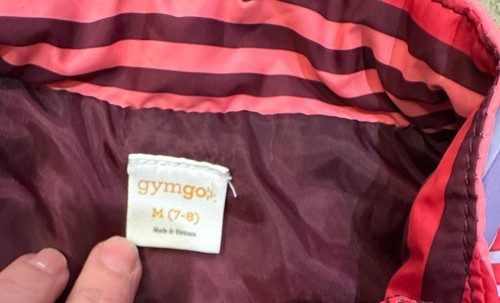 gymgo
M (7-8)
Made in Vietnam